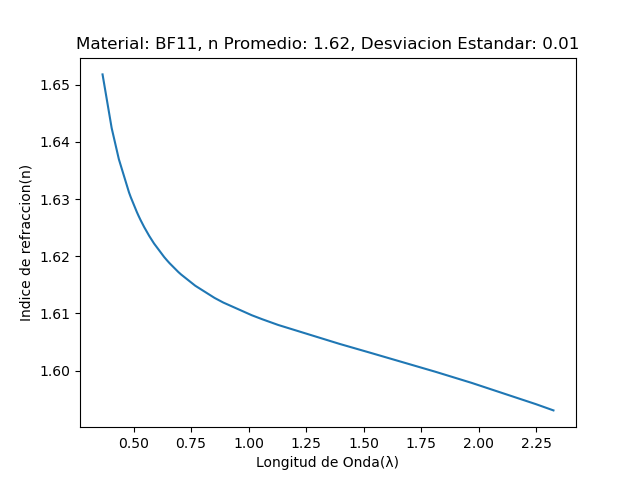 Material: BF11, n Promedio: 1.62, Desviacion Estandar: 0.01
1.65
1.64
1.63
1.62
1.61
1.60
Indice de refraccion(n)
0.50 0.75 1.00 1.25 1.50 1.75 2.00 2.25
Longitud de Onda(λ)